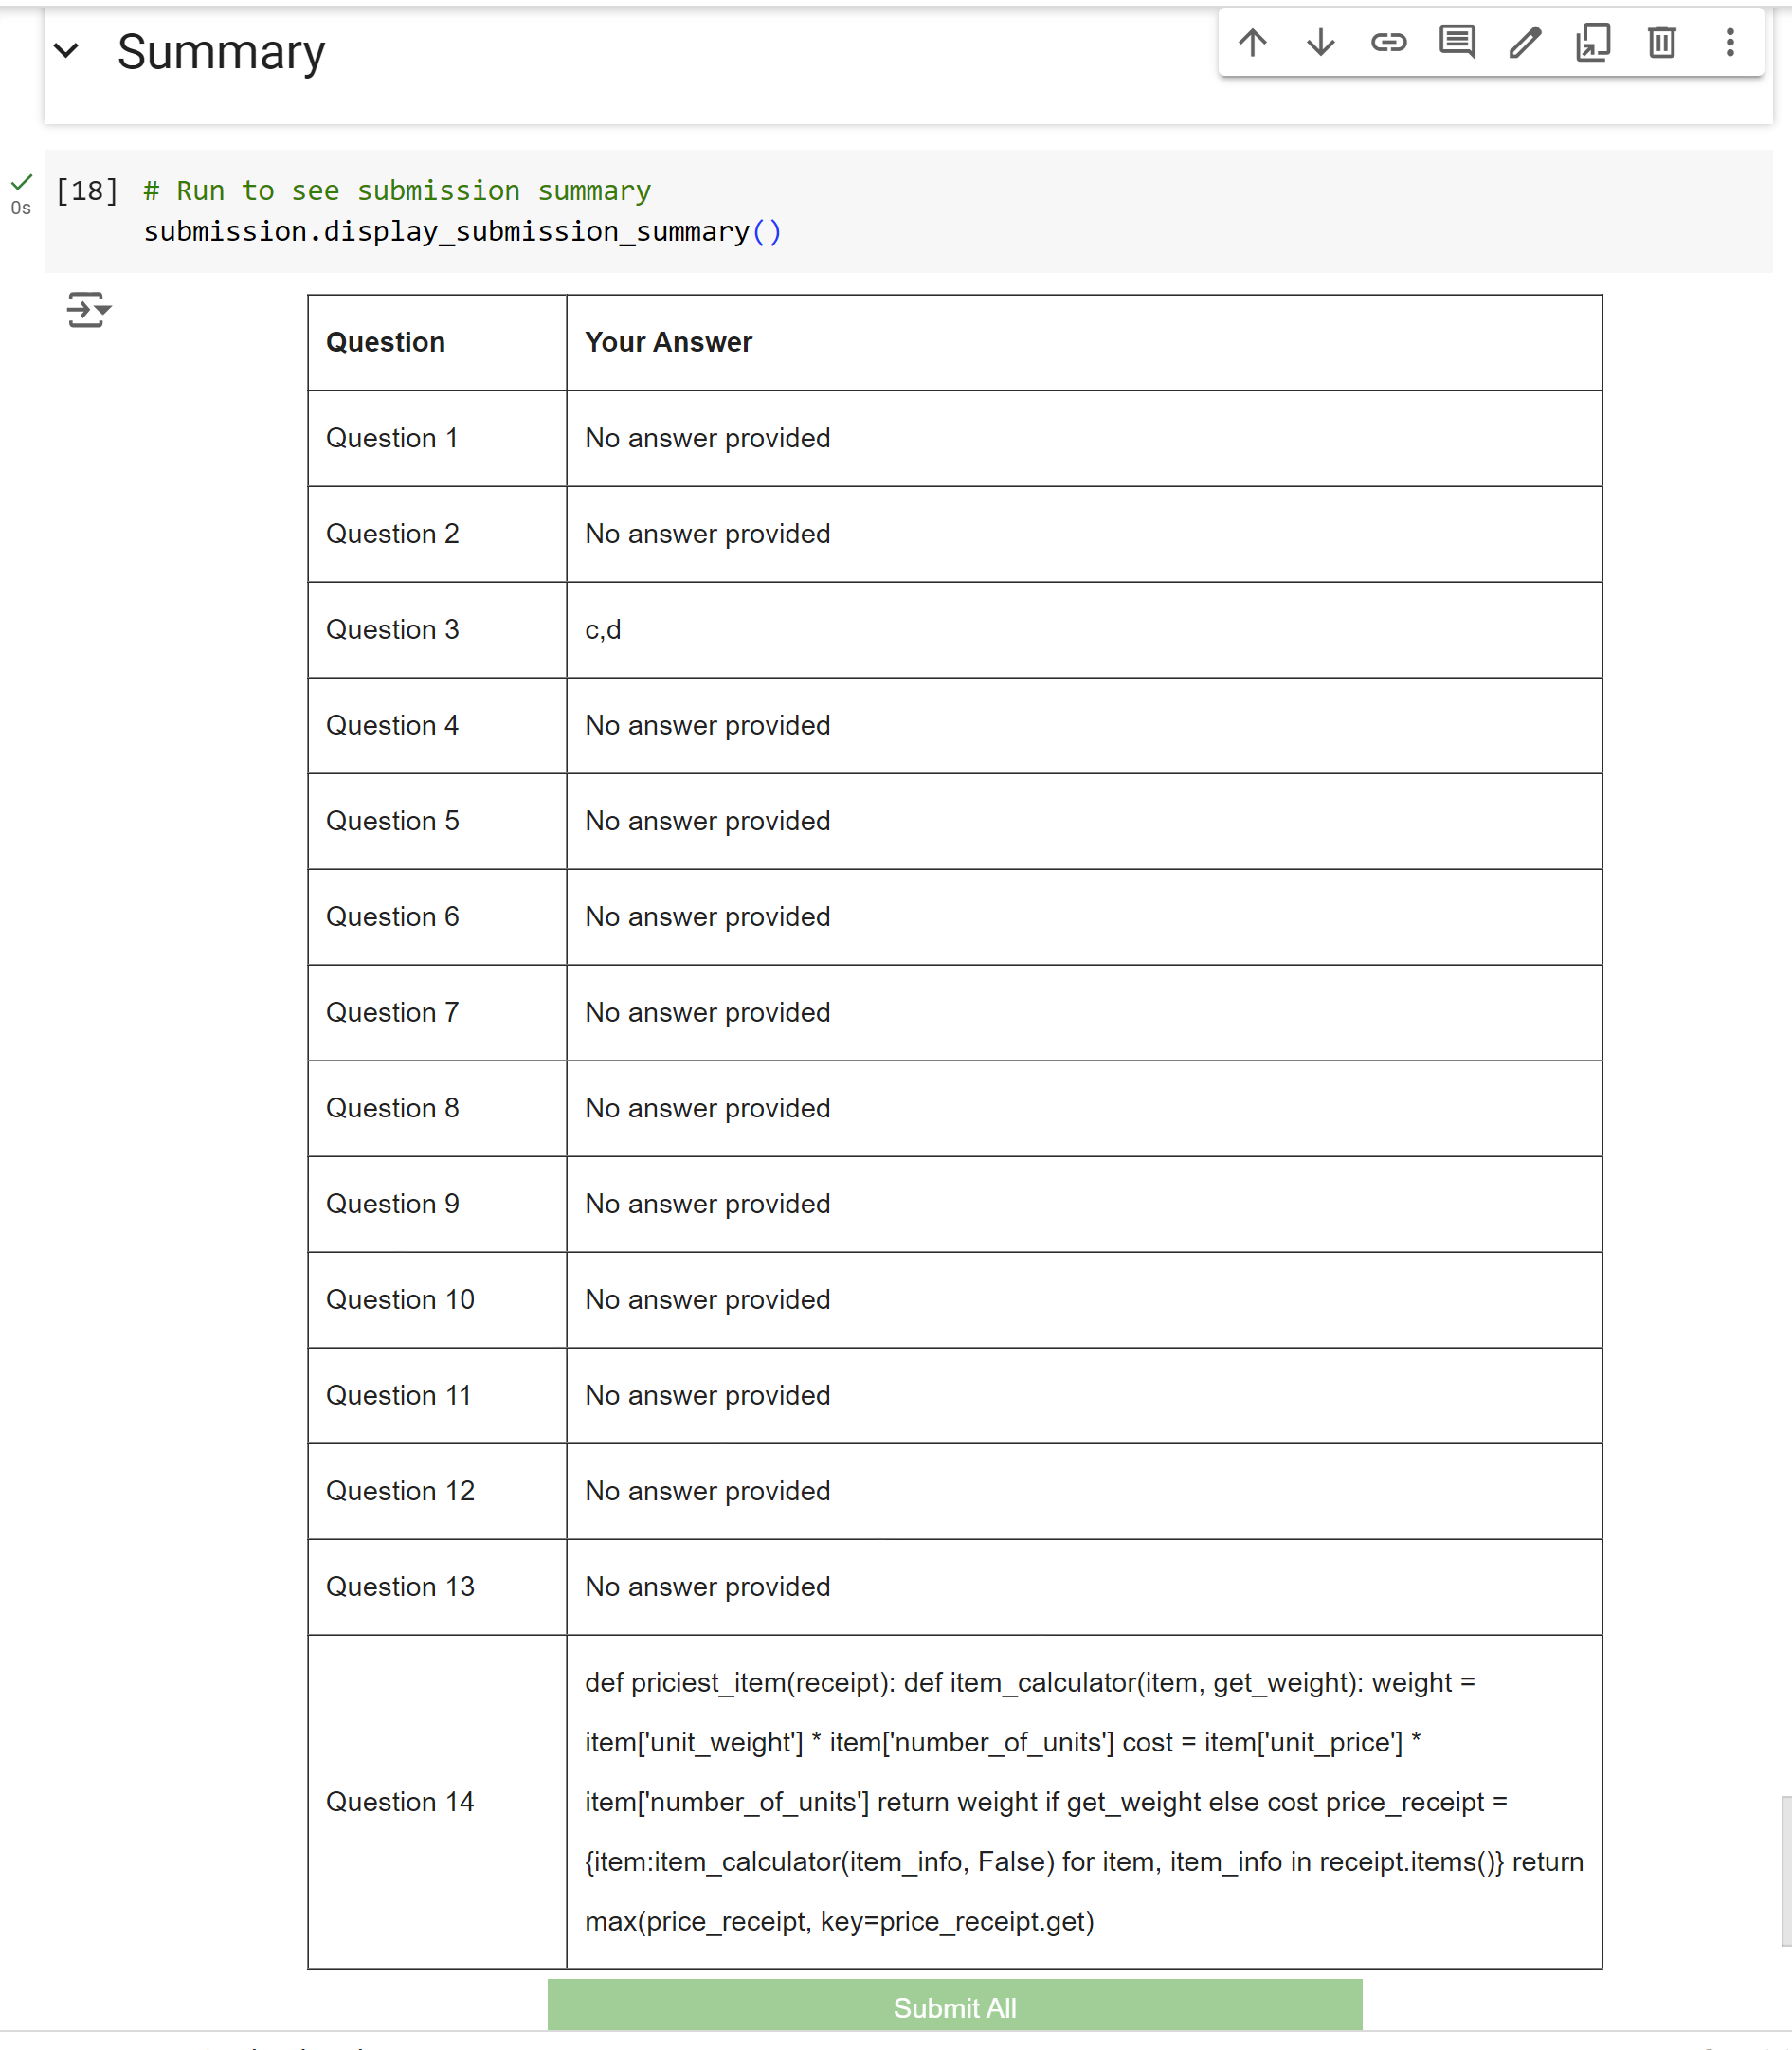 Summary
[18] # Run to see submission summary
0s
submission.display_submission_summary()
Question Your Answer
Question 1 No answer provided
Question 2 No answer provided
Question 3 c,d
Question 4 No answer provided
Question 5 No answer provided
Question 6 No answer provided
Question 7 No answer provided
Question 8 No answer provided
Question 9 No answer provided
Question 10 No answer provided
Question 11 No answer provided
Question 12 No answer provided
Question 13 No answer provided
Question 14
def priciest_item(receipt): def item_calculator(item, get_weight): weight =
item['unit_weight'] * item['number_of_units'] cost = item['unit_price'] *
item['number_of_units'] return weight if get_weight else cost price_receipt =
{item:item_calculator(item_info, False) for item, item_info in receipt.items()} return
max(price_receipt, key=price_receipt.get)
Submit All